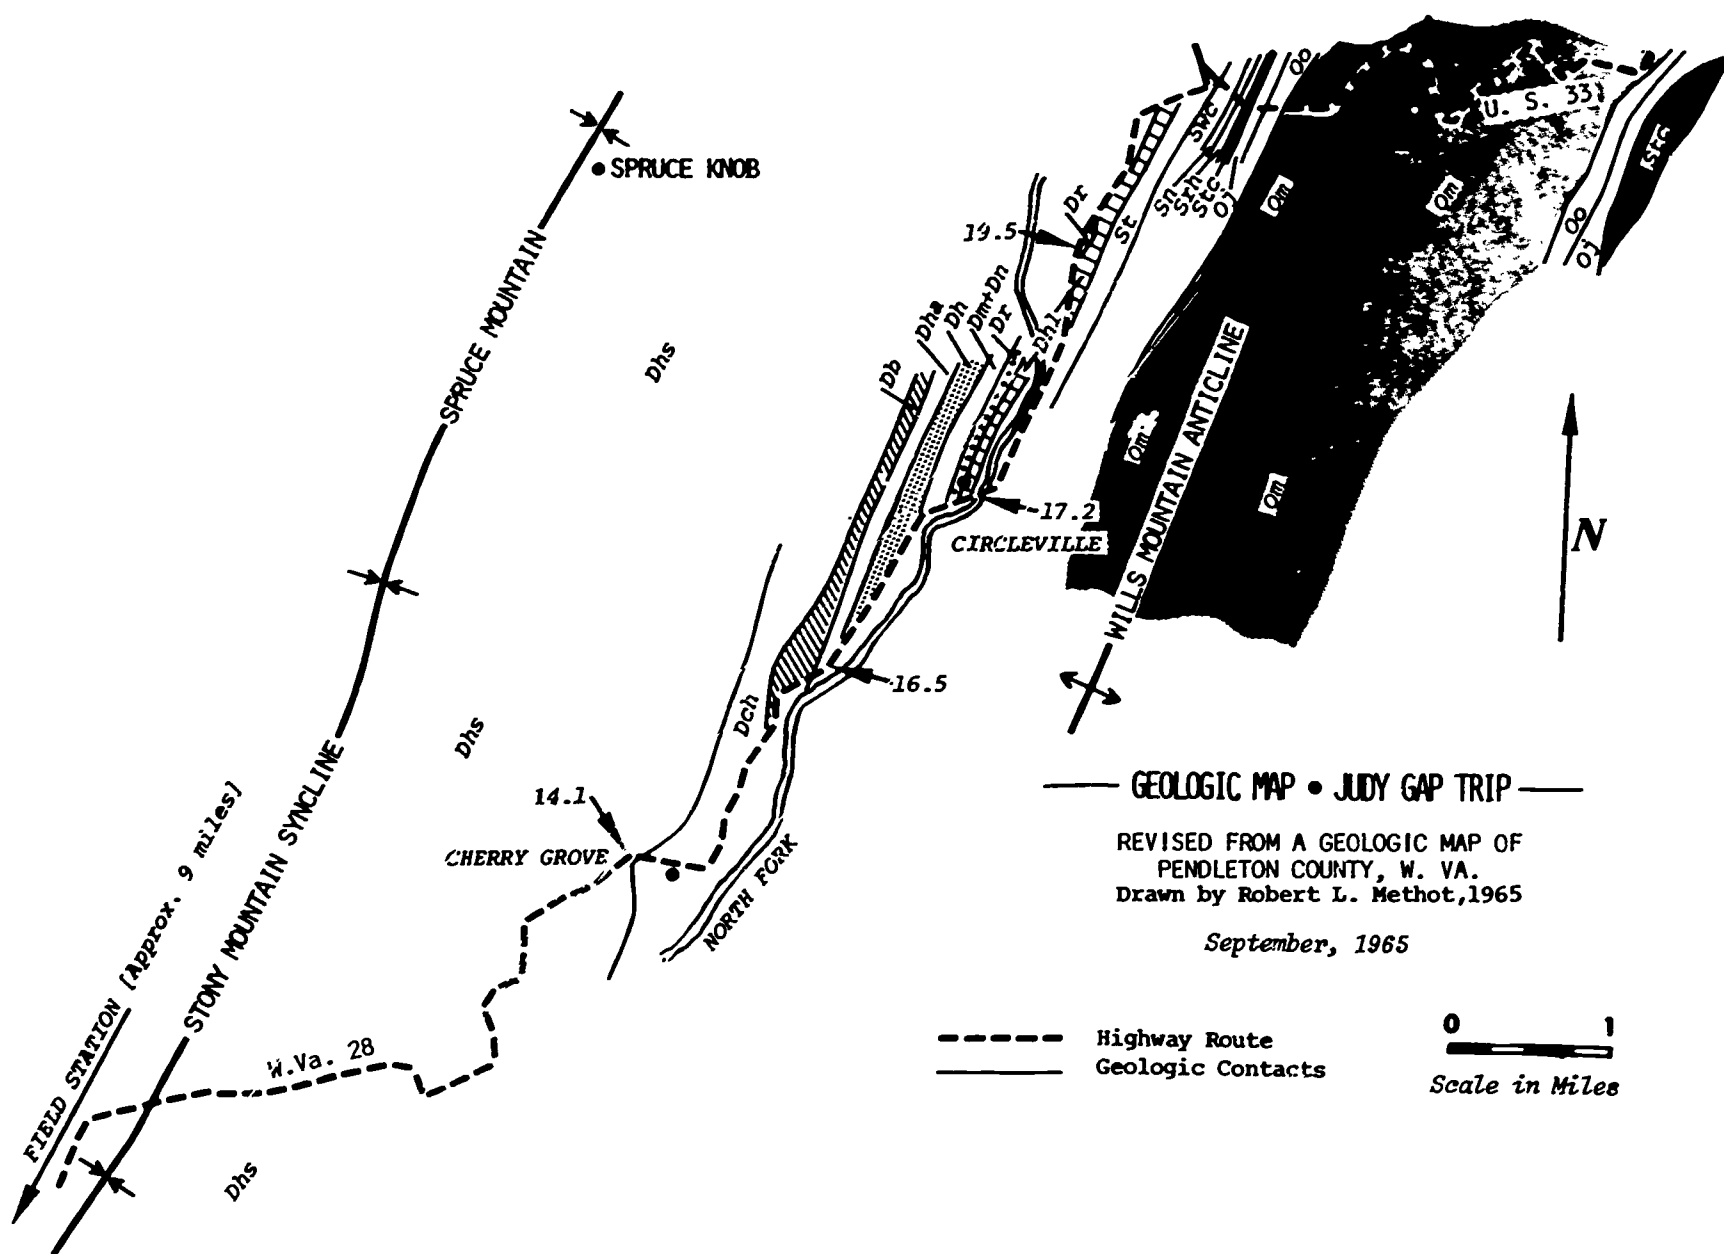 Oo
U. S. 33
Swc
Stc
SPRUCE KNOB
Sn
Srh
Stc
Oj
Om
Om
Dr
St
19.5
Oo
Oj
SPRUCE MOUNTAIN
Dhs
Db
Dha
Dh
Dm+Dn
Dr
Dhl
WILLS MOUNTAIN ANTICLINE
Om
Om
17.2
CIRCLEVILLE
N
16.5
Dch
Dhs
STONY MOUNTAIN SYNCLINE
14.1
CHERRY GROVE
NORTH FORK
GEOLOGIC MAP • JUDY GAP TRIP
REVISED FROM A GEOLOGIC MAP OF
PENDLETON COUNTY, W. VA.
Drawn by Robert L. Methot, 1965
September, 1965
FIELD STATION [Approx. 9 miles]
W.Va. 28
Dhs
Highway Route
Geologic Contacts
0 1
Scale in Miles